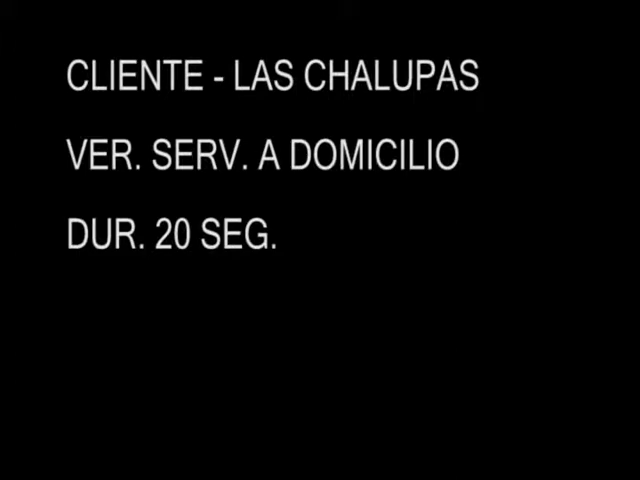 CLIENTE - LAS CHALUPAS
VER. SERV. A DOMICILIO
DUR. 20 SEG.